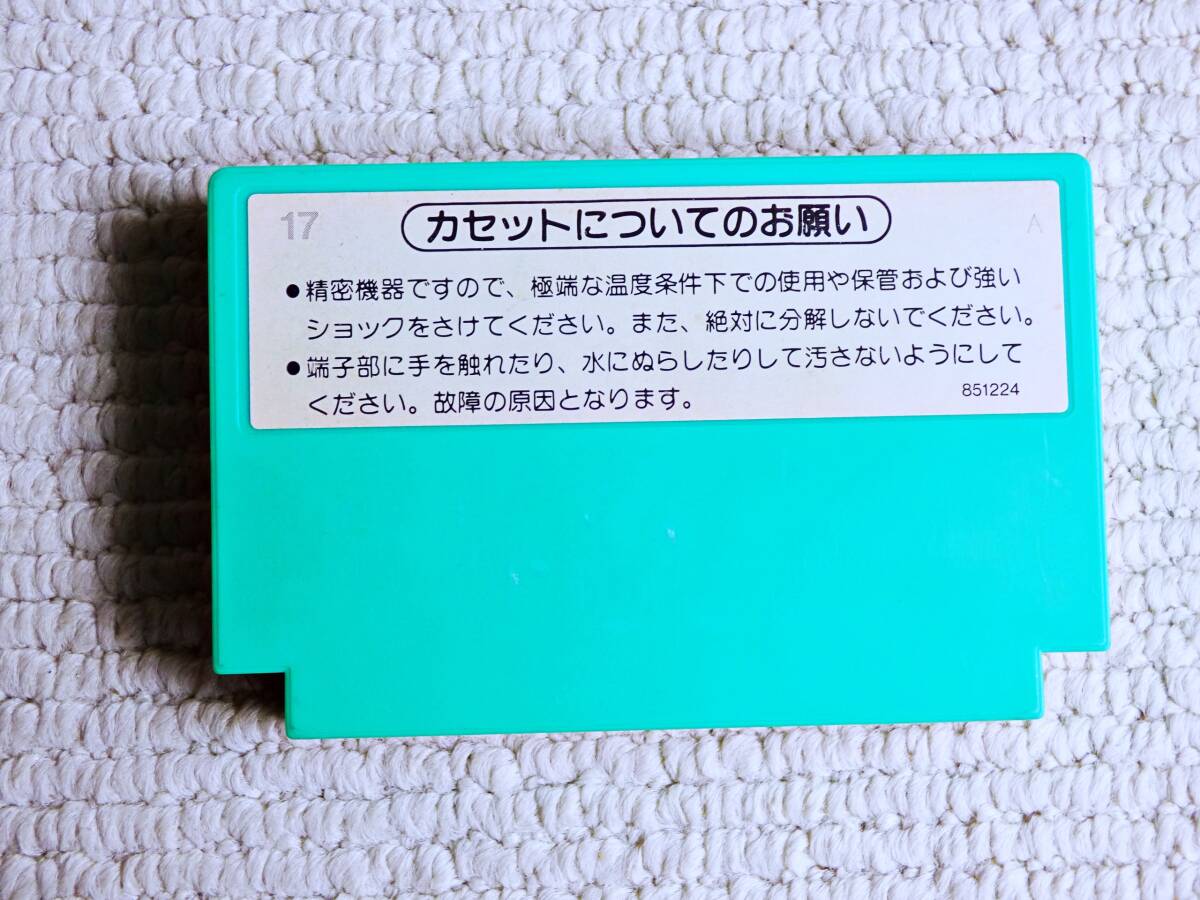 17
カセットについてのお願い
A
●精密機器ですので、極端な温度条件下での使用や保管および強い
ショックをさけてください。また、絶対に分解しないでください。
●端子部に手を触れたり、水にぬらしたりして汚さないようにして
ください。故障の原因となります。
851224